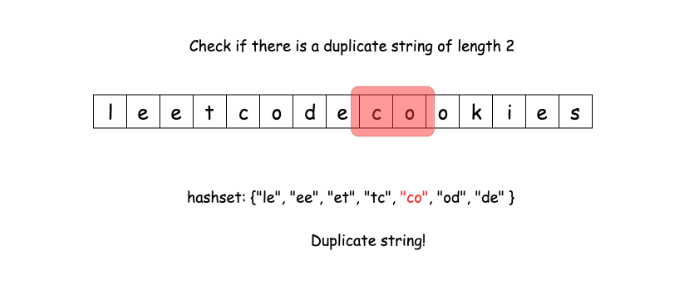 Check if there is a duplicate string of length 2
l e e t c o d e c o o k i e s
hashset: {"le", "ee", "et", "tc", "co", "od", "de" }
Duplicate string!